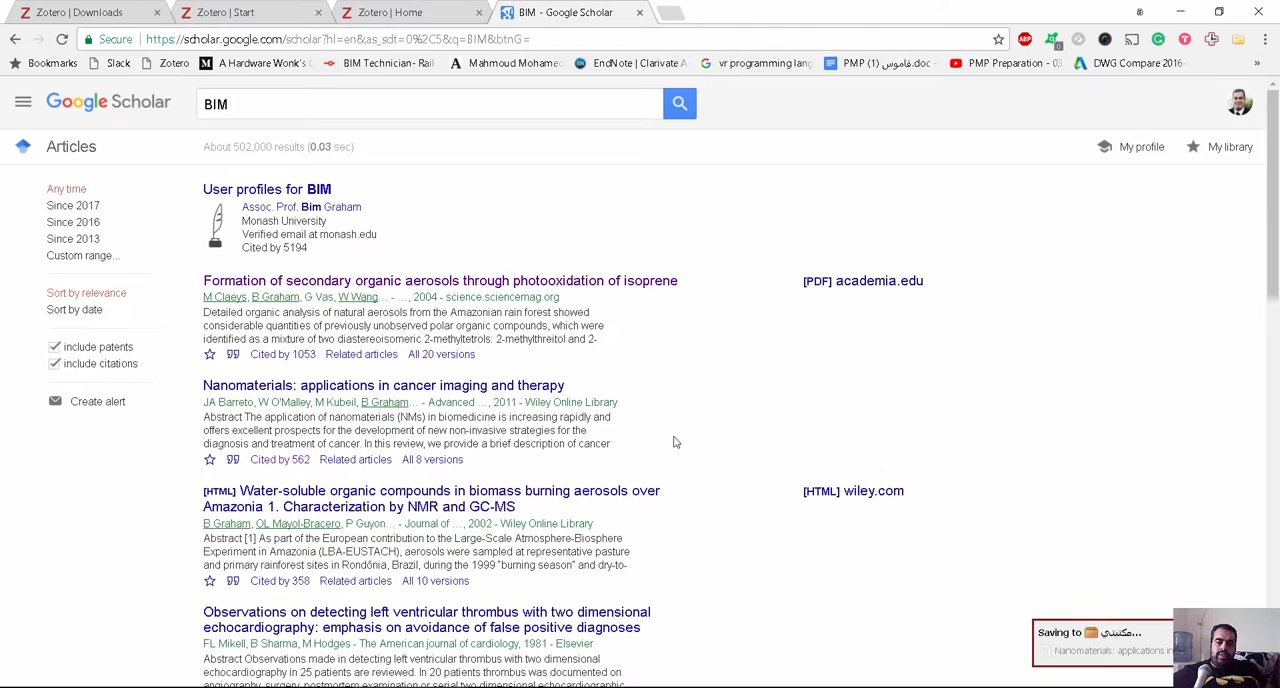 Zotero | Downloads
Zotero | Start
Zotero | Home
BIM - Google Scholar
Secure
https://scholar.google.com/scholar?hl=en&as_sdt=0%2C5&q=BIM&btnG=
ABP
0
Bookmarks
Slack
Zotero
A Hardware Wonk's
BIM Technician- Rail
Mahmoud Mohame
EndNote | Clarivate A
vr programming lang
PMP (1) قاموس.doc
PMP Preparation - 03
DWG Compare 2016-
»
Google Scholar
BIM
Articles
About 502,000 results (0.03 sec)
My profile
My library
Any time
Since 2017
Since 2016
Since 2013
Custom range...
Sort by relevance
Sort by date
include patents
include citations
Create alert
User profiles for BIM
Assoc. Prof. Bim Graham
Monash University
Verified email at monash.edu
Cited by 5194
Formation of secondary organic aerosols through photooxidation of isoprene
[PDF] academia.edu
M Claeys, B Graham, G Vas, W Wang... - ..., 2004 - science.sciencemag.org
Detailed organic analysis of natural aerosols from the Amazonian rain forest showed
considerable quantities of previously unobserved polar organic compounds, which were
identified as a mixture of two diastereoisomeric 2-methyltetrols: 2-methylthreitol and 2-
Cited by 1053 Related articles All 20 versions
Nanomaterials: applications in cancer imaging and therapy
JA Barreto, W O'Malley, M Kubeil, B Graham... - Advanced ..., 2011 - Wiley Online Library
Abstract The application of nanomaterials (NMs) in biomedicine is increasing rapidly and
offers excellent prospects for the development of new non-invasive strategies for the
diagnosis and treatment of cancer. In this review, we provide a brief description of cancer
Cited by 562 Related articles All 8 versions
[HTML] Water-soluble organic compounds in biomass burning aerosols over
Amazonia 1. Characterization by NMR and GC-MS
[HTML] wiley.com
B Graham, OL Mayol-Bracero, P Guyon... - Journal of ..., 2002 - Wiley Online Library
Abstract [1] As part of the European contribution to the Large-Scale Atmosphere-Biosphere
Experiment in Amazonia (LBA-EUSTACH), aerosols were sampled at representative pasture
and primary rainforest sites in Rondônia, Brazil, during the 1999 "burning season" and dry-to-
Cited by 358 Related articles All 10 versions
Observations on detecting left ventricular thrombus with two dimensional
echocardiography: emphasis on avoidance of false positive diagnoses
FL Mikell, B Sharma, M Hodges - The American journal of cardiology, 1981 - Elsevier
Abstract Observations made in detecting left ventricular thrombus with two dimensional
echocardiography in 25 patients are reviewed. In 20 patients thrombus was documented on
angiography, surgery, postmortem examination or serial two dimensional echocardiographic
Saving to مكتبتي...
Nanomaterials: applications in